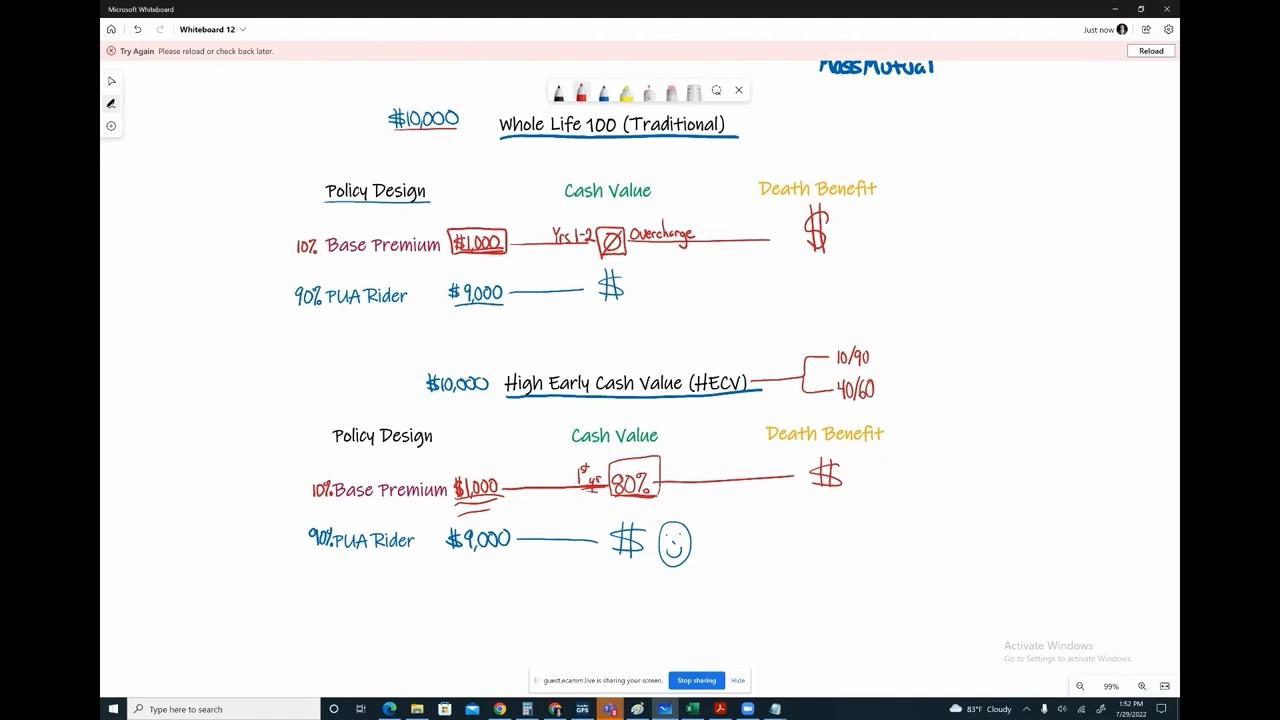 Microsoft Whiteboard
Whiteboard 12
Just now
Try Again Please reload or check back later.
Reload
MassMutual
$10,000 Whole Life 100 (Traditional)
Policy Design Cash Value Death Benefit
10% Base Premium $1,000 Yrs 1-2 Ø Overcharge $
90% PUA Rider $9,000 $
$10,000 High Early Cash Value (HECV) 10/90
40/60
Policy Design Cash Value Death Benefit
10% Base Premium $1,000 1st yr 80% $
90% PUA Rider $9,000 $
Activate Windows
Go to Settings to activate Windows.
guest.ecamm.live is sharing your screen. Stop sharing Hide
99%
Type here to search
83°F Cloudy
1:52 PM
7/29/2022